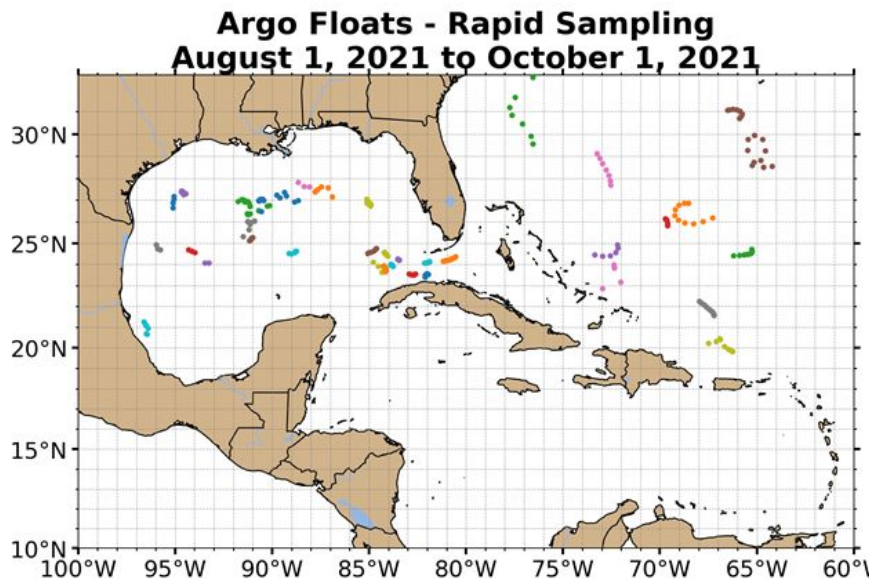 Argo Floats - Rapid Sampling
August 1, 2021 to October 1, 2021
30°N
25°N
20°N
15°N
10°N
100°W 95°W 90°W 85°W 80°W 75°W 70°W 65°W 60°W